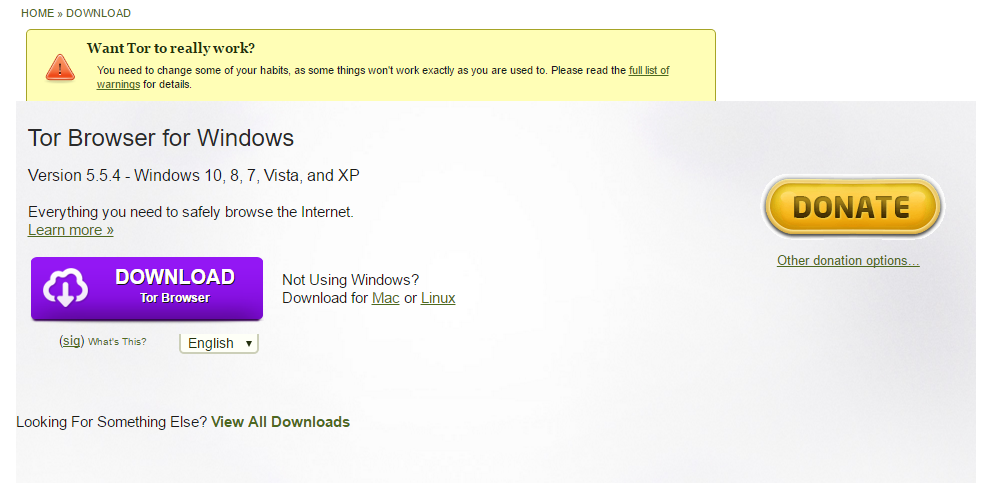 HOME » DOWNLOAD
Want Tor to really work?
You need to change some of your habits, as some things won't work exactly as you are used to. Please read the full list of
warnings for details.
Tor Browser for Windows
Version 5.5.4 - Windows 10, 8, 7, Vista, and XP
Everything you need to safely browse the Internet.
Learn more »
DONATE
Other donation options...
DOWNLOAD
Tor Browser
Not Using Windows?
Download for Mac or Linux
(sig) What's This?
English
Looking For Something Else? View All Downloads